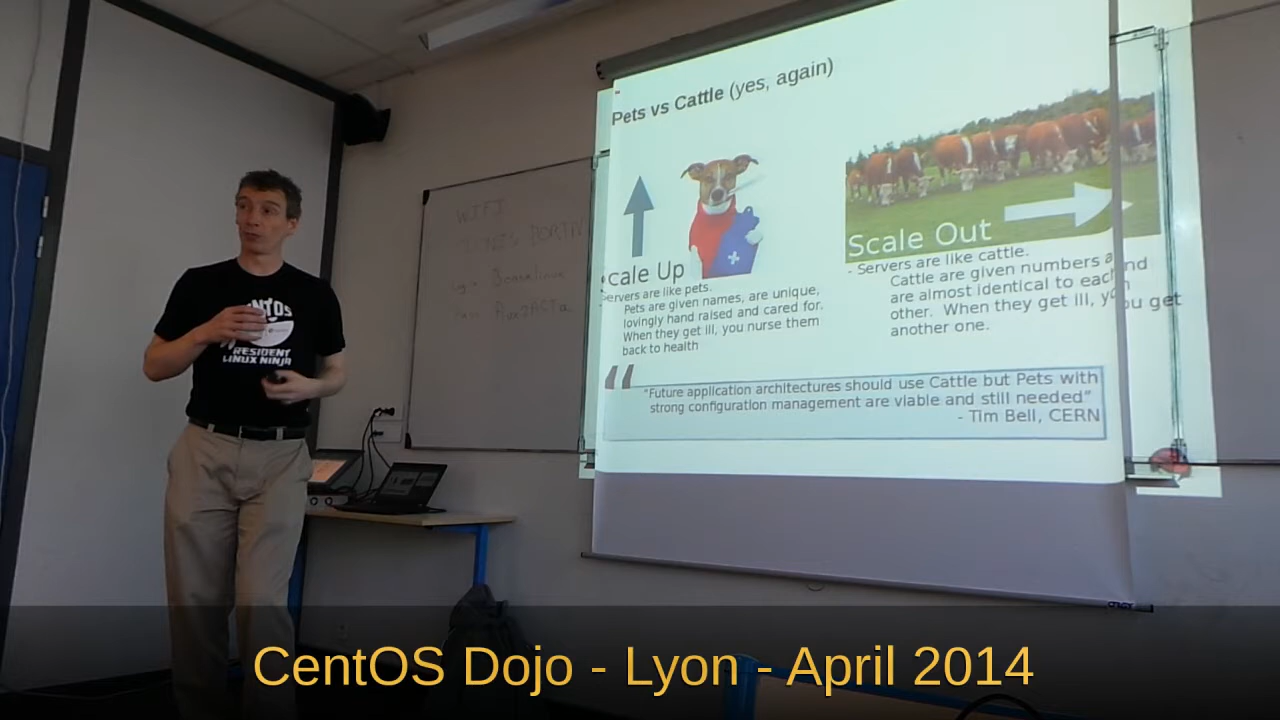 Pets vs Cattle (yes, again)
cale Up
Servers are like pets.
Pets are given names, are unique,
lovingly hand raised and cared for.
When they get ill, you nurse them
back to health
Scale Out
- Servers are like cattle.
Cattle are given numbers and
are almost identical to each
other. When they get ill, you get
another one.
"Future application architectures should use Cattle but Pets with
strong configuration management are viable and still needed"
- Tim Bell, CERN
WIFI
RESIDENT
LINUX NINJA
CentOS Dojo - Lyon - April 2014